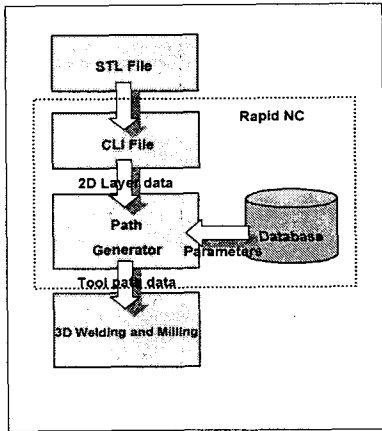 STL File
Rapid NC
CLI File
2D Layer data
Path
Generator
Database
Parameters
Tool path data
3D Welding and Milling